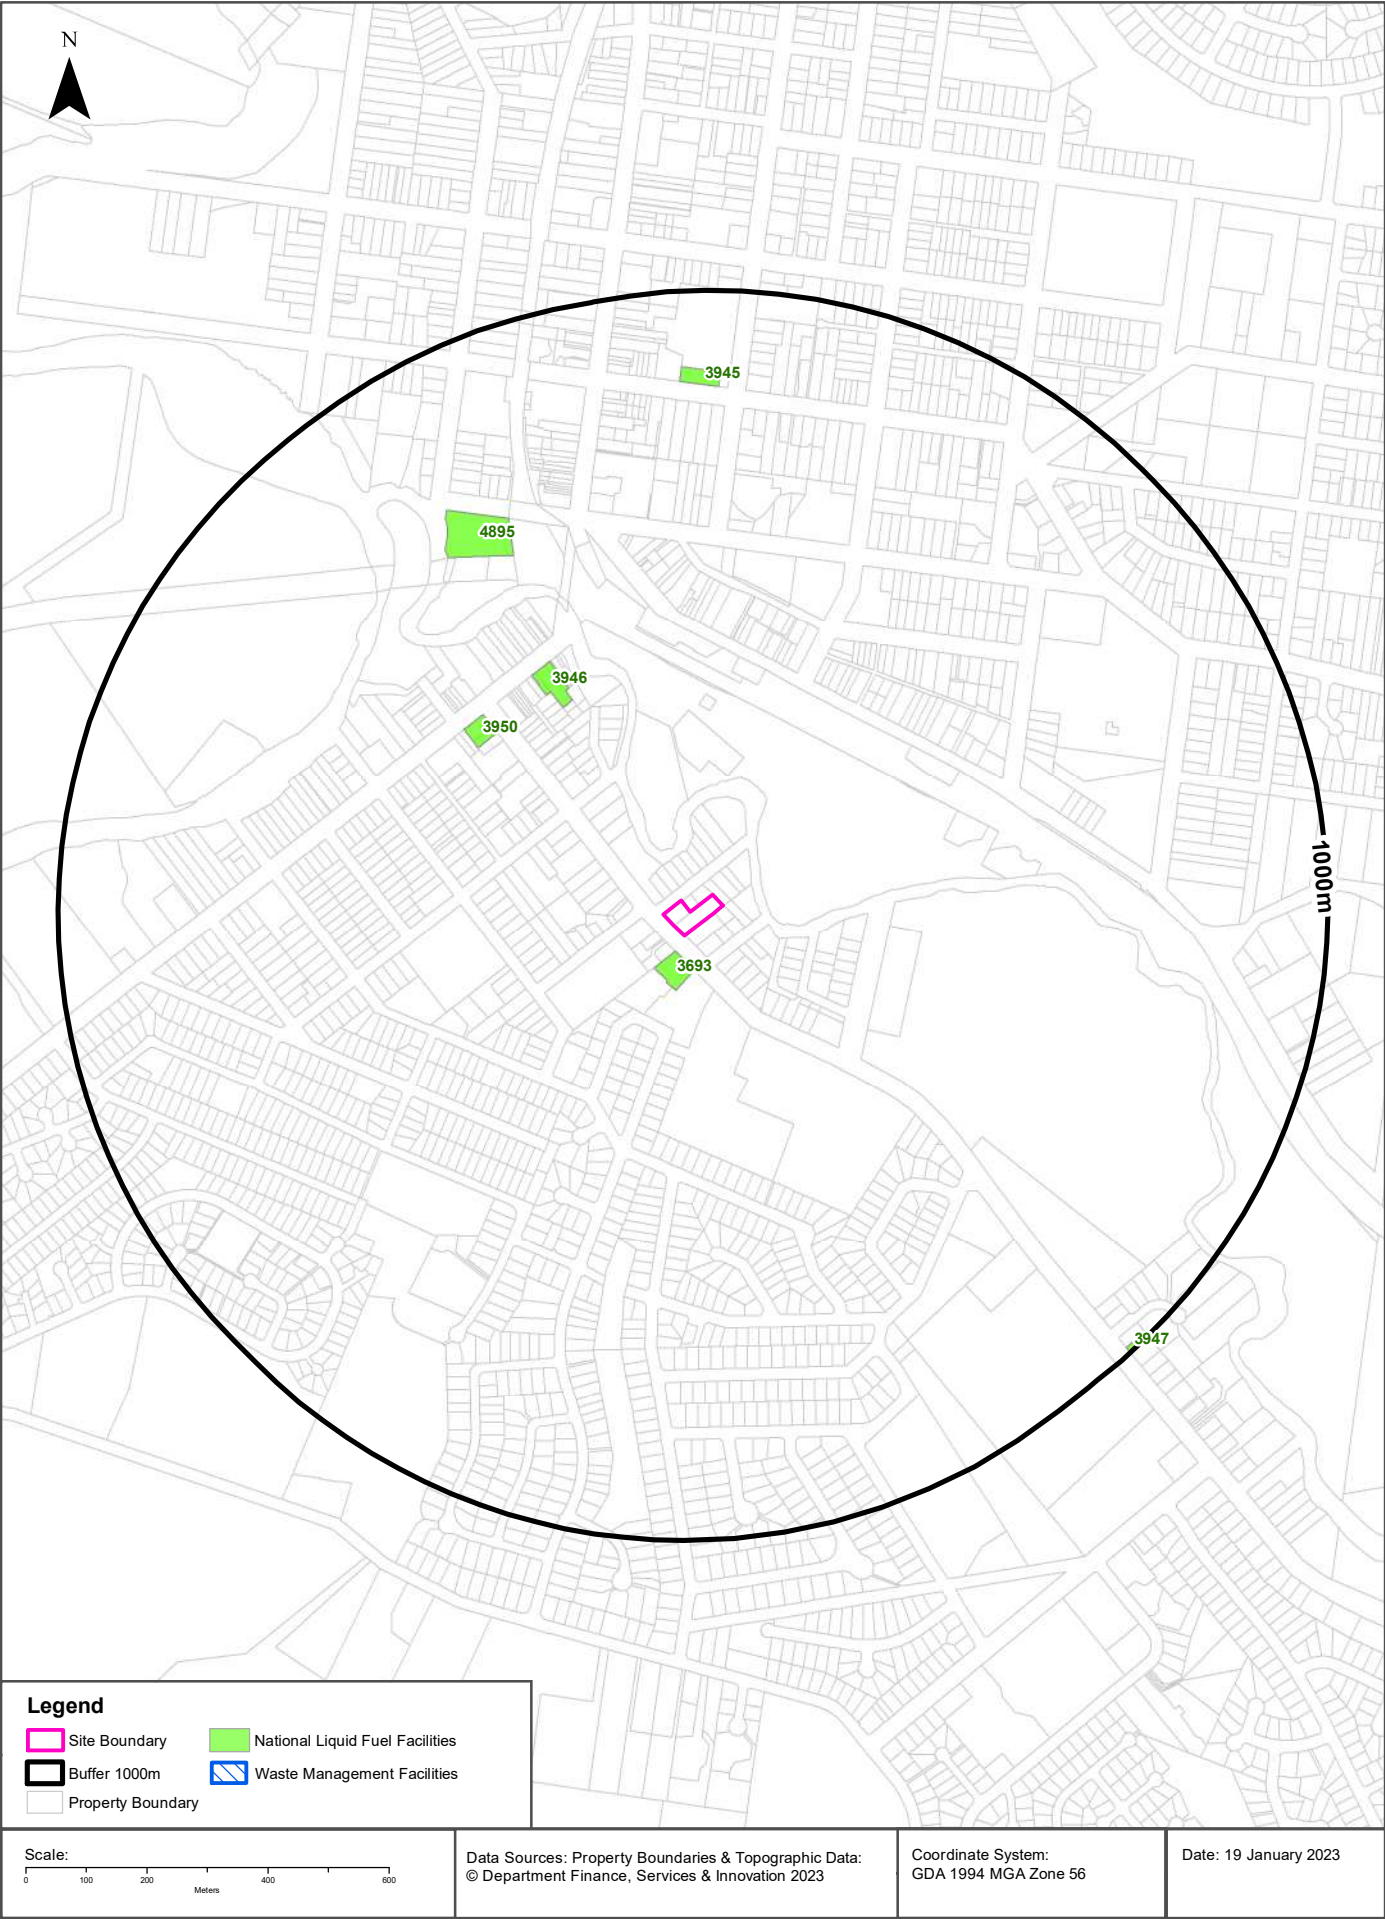 N
3945
4895
3946
3950
1000m
3693
3947
Legend
Site Boundary
National Liquid Fuel Facilities
Buffer 1000m
Waste Management Facilities
Property Boundary
Scale:
0 100 200 400 600
Meters
Data Sources: Property Boundaries & Topographic Data:
© Department Finance, Services & Innovation 2023
Coordinate System:
GDA 1994 MGA Zone 56
Date: 19 January 2023